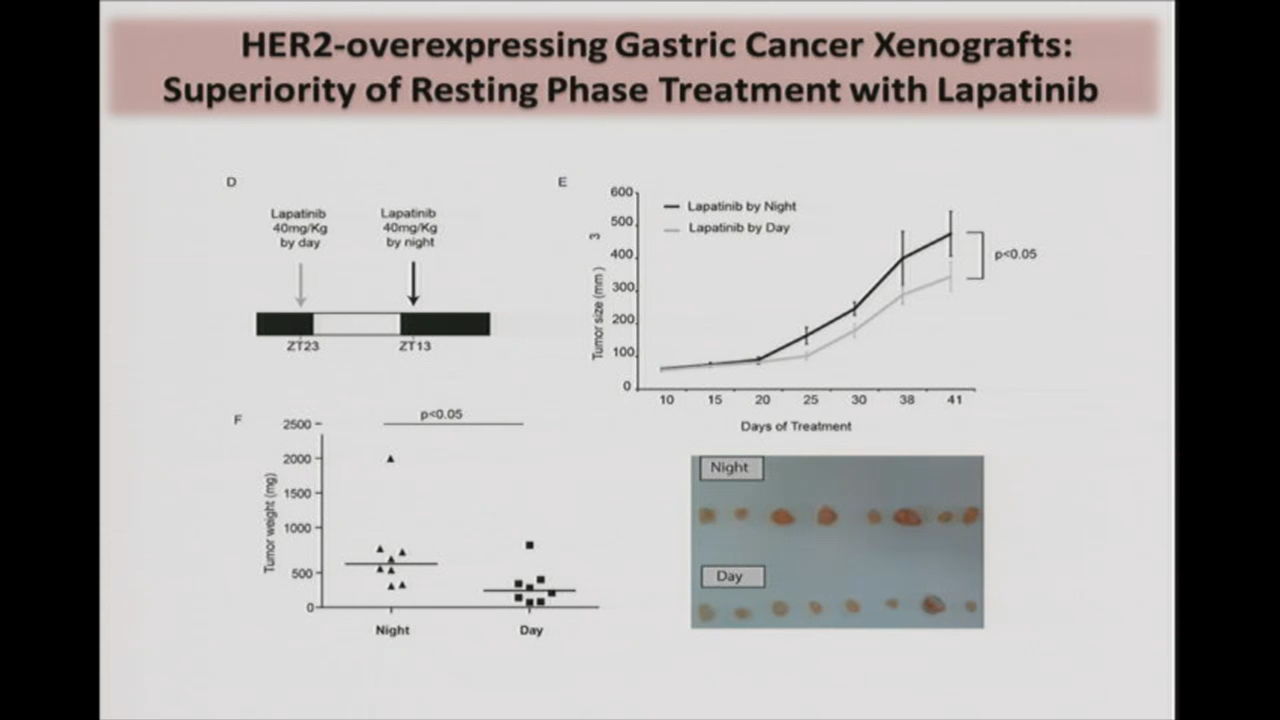 HER2-overexpressing Gastric Cancer Xenografts:
Superiority of Resting Phase Treatment with Lapatinib
D
Lapatinib
40mg/Kg
by day
Lapatinib
40mg/Kg
by night
ZT23
ZT13
E
600
500
400
300
200
100
0
Tumor size (mm )
3
Lapatinib by Night
Lapatinib by Day
p<0.05
10 15 20 25 30 38 41
Days of Treatment
F
p<0.05
2500
2000
1500
1000
500
0
Tumor weight (mg)
Night
Day
Night
Day